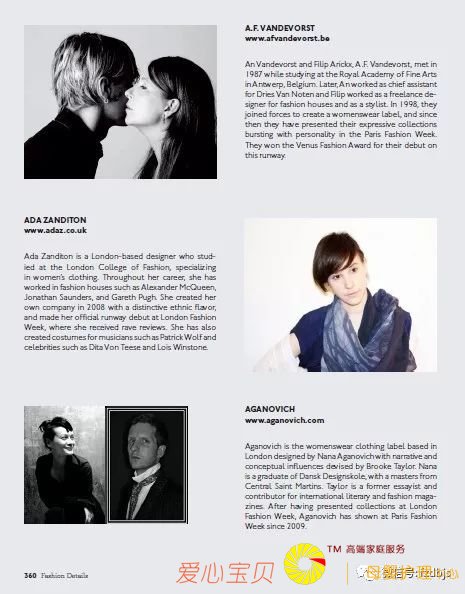 A.F. VANDEVORST
www.afvandevorst.be
An Vandevorst and Filip Arickx, A.F. Vandevorst, met in
1987 while studying at the Royal Academy of Fine Arts
in Antwerp, Belgium. Later, An worked as chief assistant
for Dries Van Noten and Filip worked as a freelance de-
signer for fashion houses and as a stylist. In 1998, they
joined forces to create a womenswear label, and since
then they have presented their expressive collections
bursting with personality in the Paris Fashion Week.
They won the Venus Fashion Award for their debut on
this runway.
ADA ZANDITON
www.adaz.co.uk
Ada Zanditon is a London-based designer who stud-
ied at the London College of Fashion, specializing
in women's clothing. Throughout her career, she has
worked in fashion houses such as Alexander McQueen,
Jonathan Saunders, and Gareth Pugh. She created her
own company in 2008 with a distinctive ethnic flavor,
and made her official runway debut at London Fashion
Week, where she received rave reviews. She has also
created costumes for musicians such as Patrick Wolf and
celebrities such as Dita Von Teese and Lois Winstone.
AGANOVICH
www.aganovich.com
Aganovich is the womenswear clothing label based in
London designed by Nana Aganovich with narrative and
conceptual influences devised by Brooke Taylor. Nana
is a graduate of Dansk Designskole, with a masters from
Central Saint Martins. Taylor is a former essayist and
contributor for international literary and fashion maga-
zines. After having presented collections at London
Fashion Week, Aganovich has shown at Paris Fashion
Week since 2009.
360 Fashion Details
爱心宝贝
TM 高端家庭服务